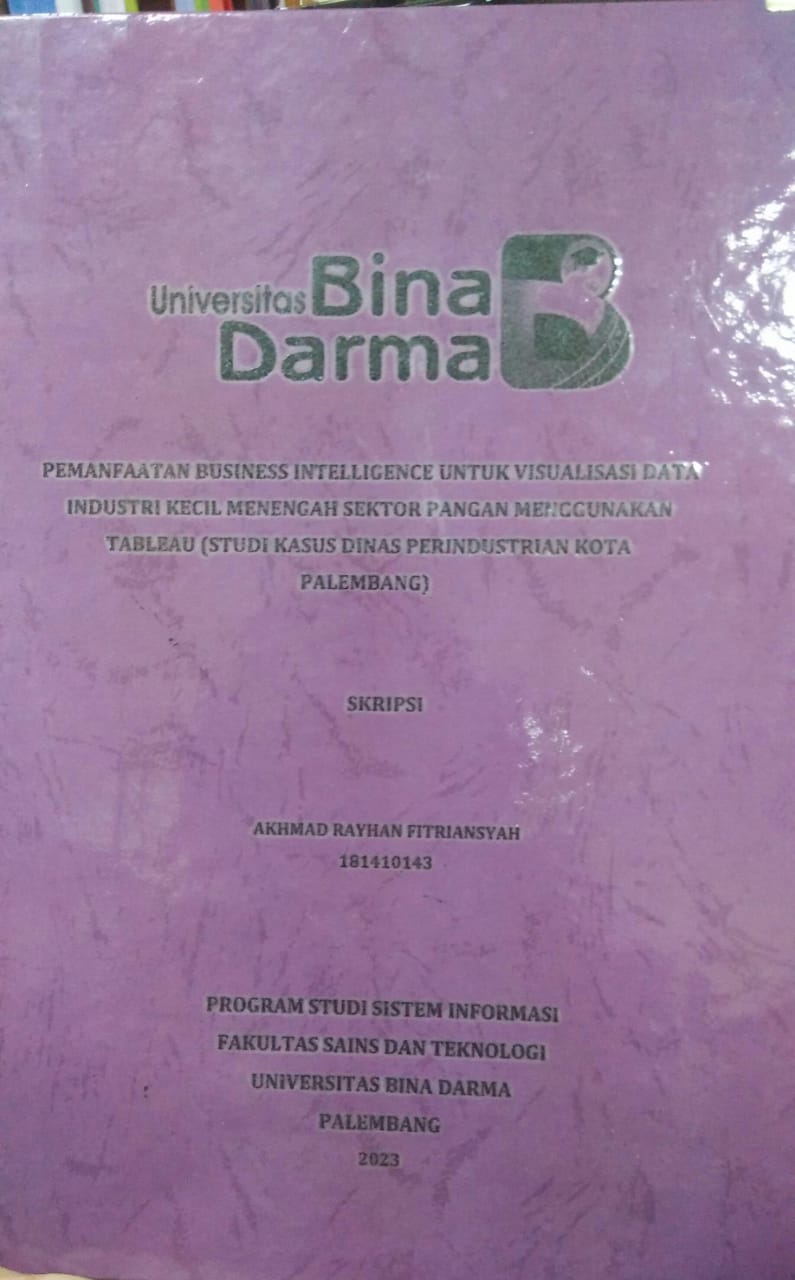 Universitas Bina
Darma
PEMANFAATAN BUSINESS INTELLIGENCE UNTUK VISUALISASI DATA
INDUSTRI KECIL MENENGAH SEKTOR PANGAN MENGGUNAKAN
TABLEAU (STUDI KASUS DINAS PERINDUSTRIAN KOTA
PALEMBANG)
SKRIPSI
AKHMAD RAYHAN FITRIANSYAH
181410143
PROGRAM STUDI SISTEM INFORMASI
FAKULTAS SAINS DAN TEKNOLOGI
UNIVERSITAS BINA DARMA
PALEMBANG
2023